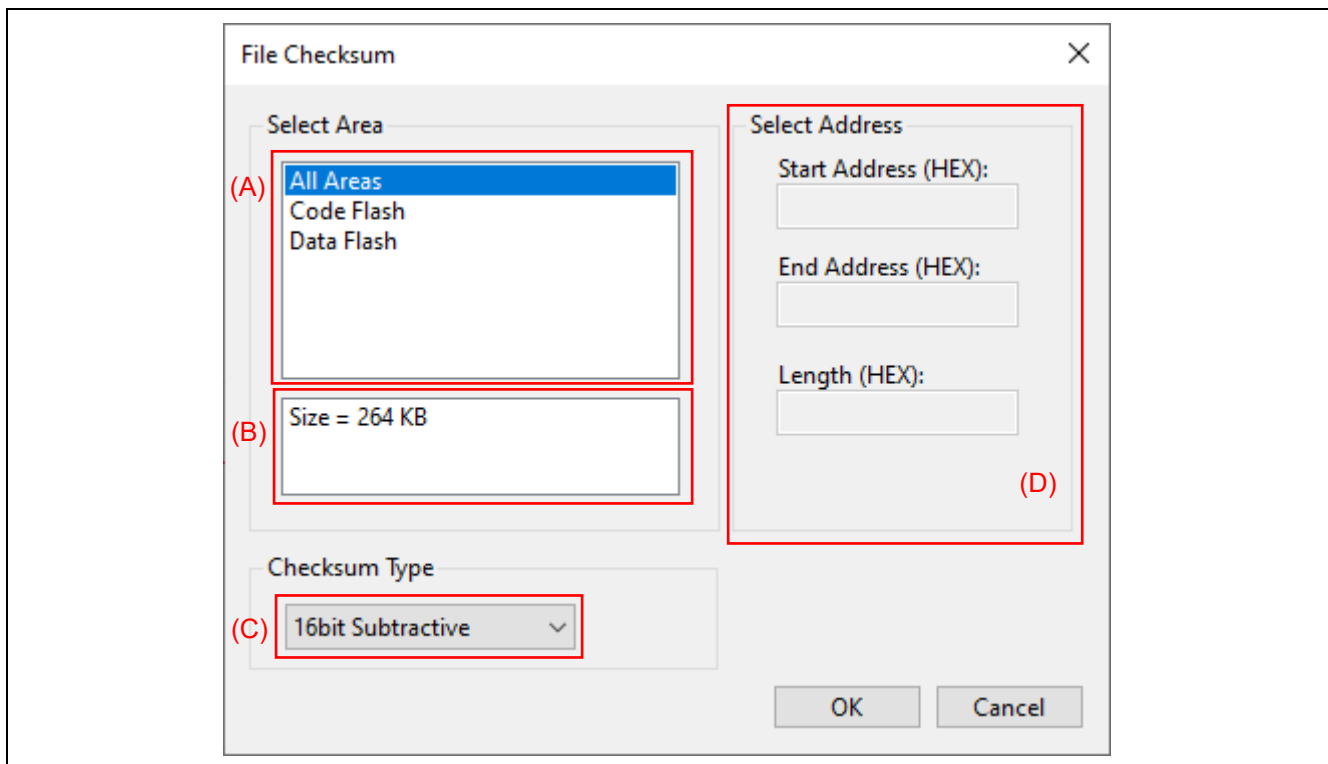 File Checksum
Select Area
(A)
All Areas
Code Flash
Data Flash
(B)
Size = 264 KB
Checksum Type
(C)
16bit Subtractive
Select Address
Start Address (HEX):
End Address (HEX):
Length (HEX):
(D)
OK
Cancel